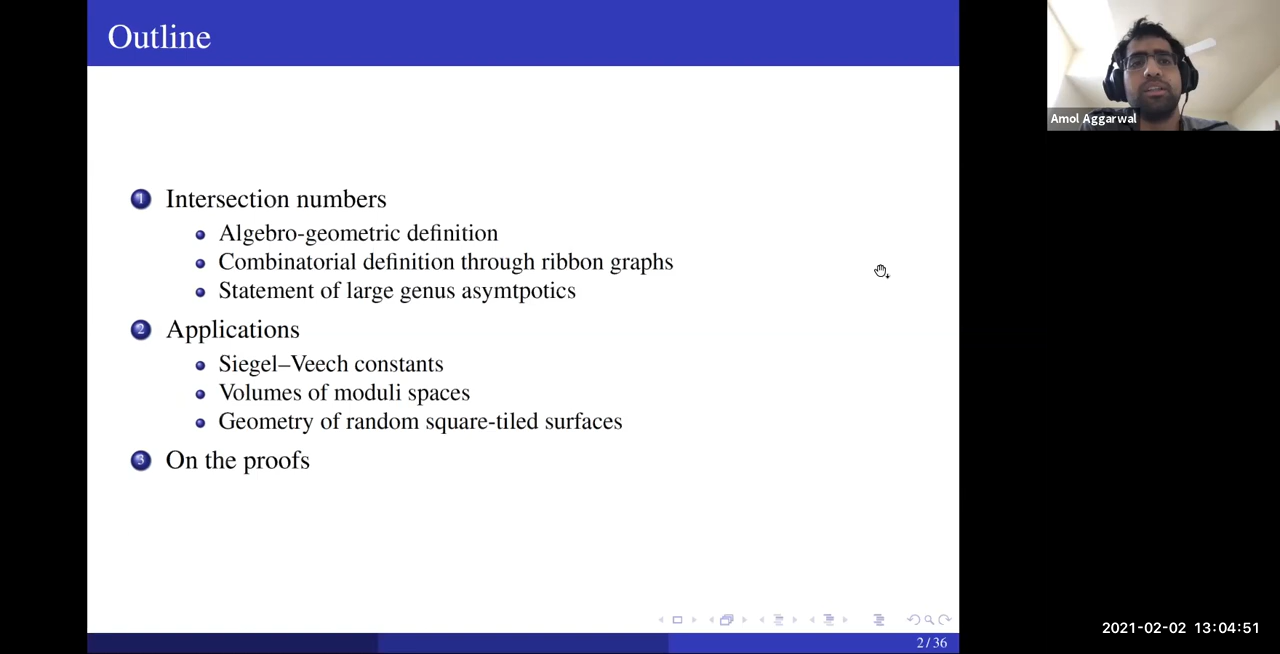 Outline
Amol Aggarwal
1 Intersection numbers
Algebro-geometric definition
Combinatorial definition through ribbon graphs
Statement of large genus asymtpotics
2 Applications
Siegel–Veech constants
Volumes of moduli spaces
Geometry of random square-tiled surfaces
3 On the proofs
2 / 36
2021-02-02 13:04:51